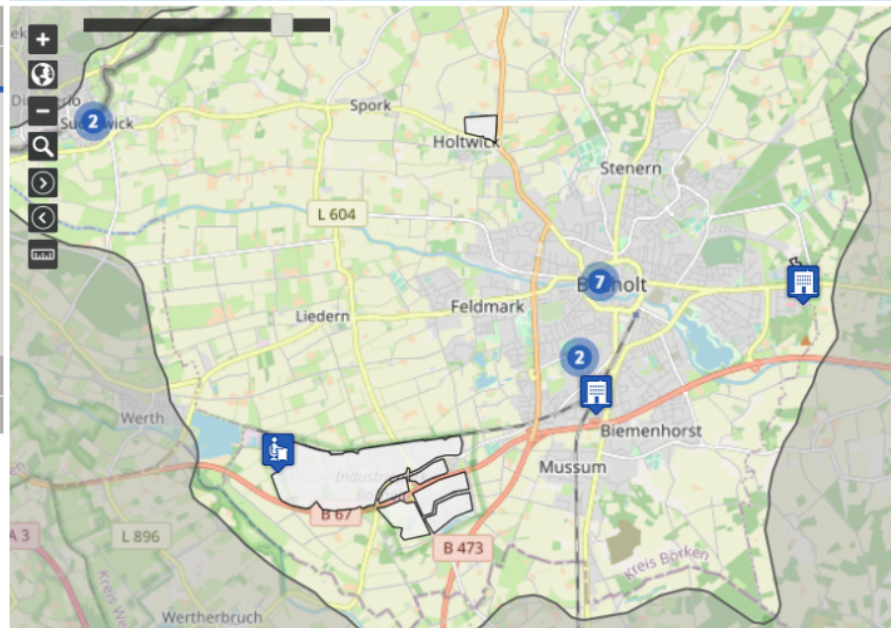 Spork
2
Holtwick
Stenern
L 604
7
Feldmark
Liedern
2
Werth
Biemenhorst
Mussum
B 67
A 3
L 896
B 473
Kreis Borken
Wertherbruch